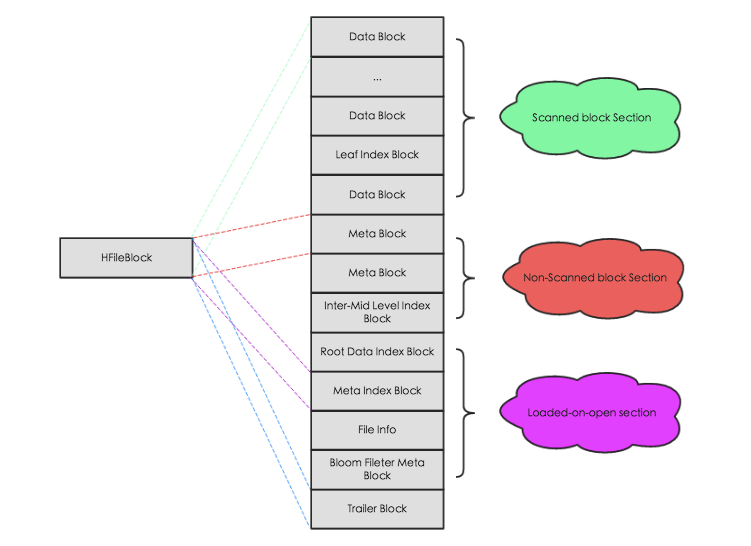 Data Block
...
Data Block
Leaf Index Block
Data Block
Meta Block
Meta Block
Inter-Mid Level Index
Block
Root Data Index Block
Meta Index Block
File Info
Bloom Fileter Meta
Block
Trailer Block
HFileBlock
Scanned block Section
Non-Scanned block Section
Loaded-on-open section